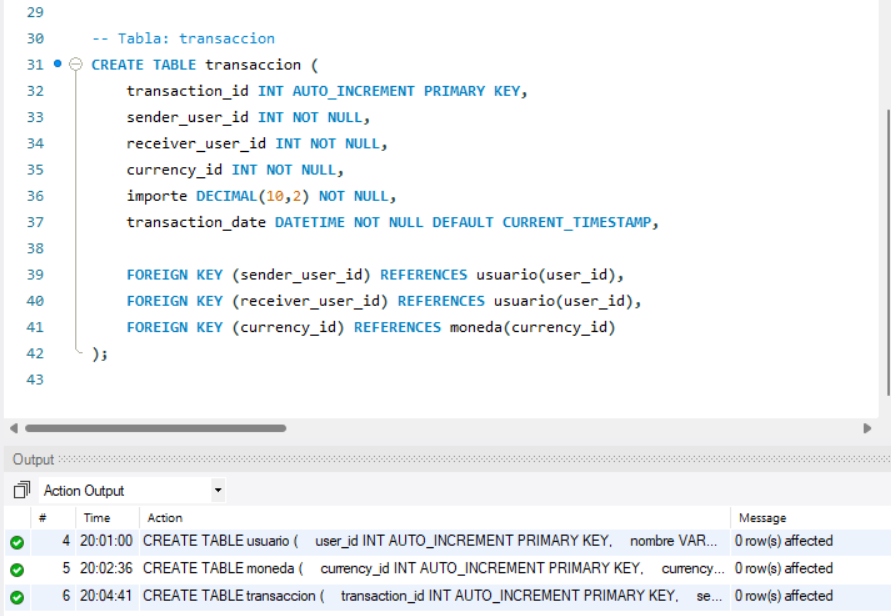 29
30 -- Tabla: transaccion
31 CREATE TABLE transaccion (
32 transaction_id INT AUTO_INCREMENT PRIMARY KEY,
33 sender_user_id INT NOT NULL,
34 receiver_user_id INT NOT NULL,
35 currency_id INT NOT NULL,
36 importe DECIMAL(10,2) NOT NULL,
37 transaction_date DATETIME NOT NULL DEFAULT CURRENT_TIMESTAMP,
38
39 FOREIGN KEY (sender_user_id) REFERENCES usuario(user_id),
40 FOREIGN KEY (receiver_user_id) REFERENCES usuario(user_id),
41 FOREIGN KEY (currency_id) REFERENCES moneda(currency_id)
42 );
43
Output
Action Output
# Time Action Message
4 20:01:00 CREATE TABLE usuario ( user_id INT AUTO_INCREMENT PRIMARY KEY, nombre VAR... 0 row(s) affected
5 20:02:36 CREATE TABLE moneda ( currency_id INT AUTO_INCREMENT PRIMARY KEY, currency... 0 row(s) affected
6 20:04:41 CREATE TABLE transaccion ( transaction_id INT AUTO_INCREMENT PRIMARY KEY, se... 0 row(s) affected